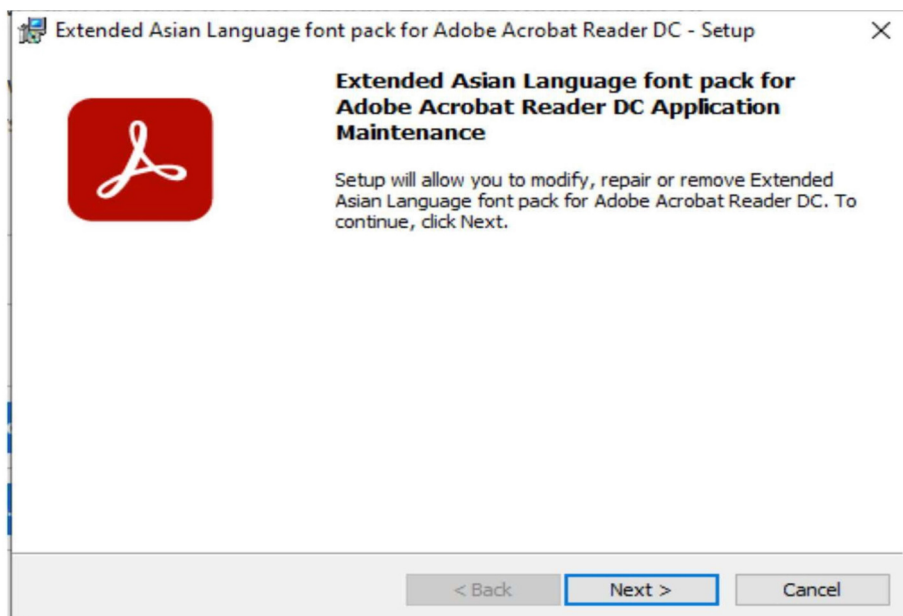 Extended Asian Language font pack for Adobe Acrobat Reader DC - Setup
Extended Asian Language font pack for
Adobe Acrobat Reader DC Application
Maintenance
Setup will allow you to modify, repair or remove Extended
Asian Language font pack for Adobe Acrobat Reader DC. To
continue, click Next.
< Back Next > Cancel